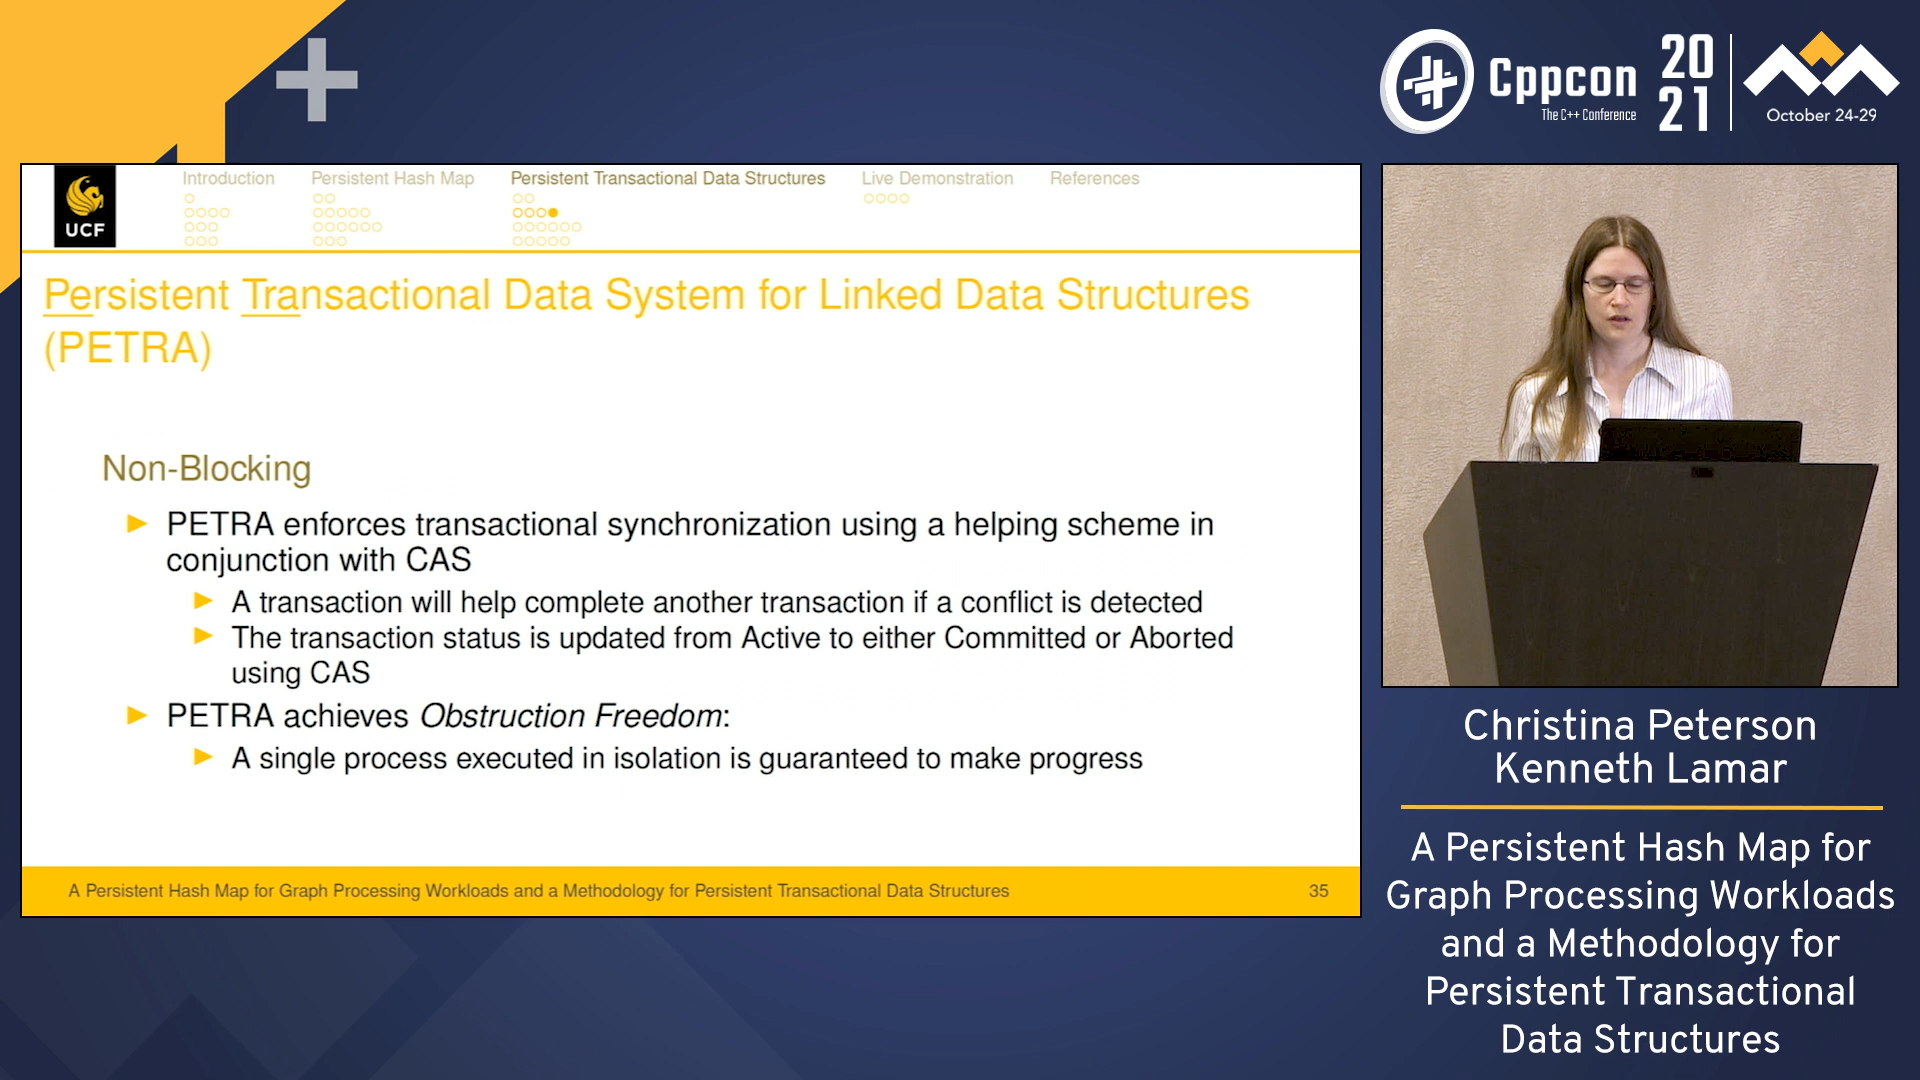 Cppcon
The C++ Conference
20
21
October 24-29
UCF
Introduction
Persistent Hash Map
Persistent Transactional Data Structures
Live Demonstration
References
Persistent Transactional Data System for Linked Data Structures
(PETRA)
Non-Blocking
PETRA enforces transactional synchronization using a helping scheme in
conjunction with CAS
A transaction will help complete another transaction if a conflict is detected
The transaction status is updated from Active to either Committed or Aborted
using CAS
PETRA achieves Obstruction Freedom:
A single process executed in isolation is guaranteed to make progress
A Persistent Hash Map for Graph Processing Workloads and a Methodology for Persistent Transactional Data Structures
35
Christina Peterson
Kenneth Lamar
A Persistent Hash Map for
Graph Processing Workloads
and a Methodology for
Persistent Transactional
Data Structures